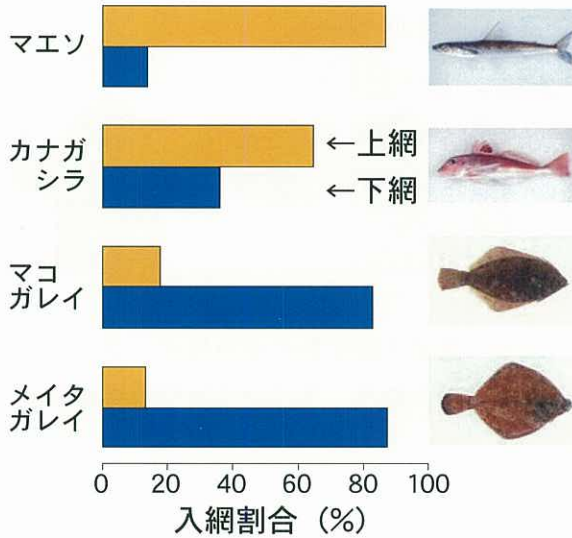 マエソ
カナガ
シラ
←上網
←下網
マコ
ガレイ
メイタ
ガレイ
0 20 40 60 80 100
入網割合(%)